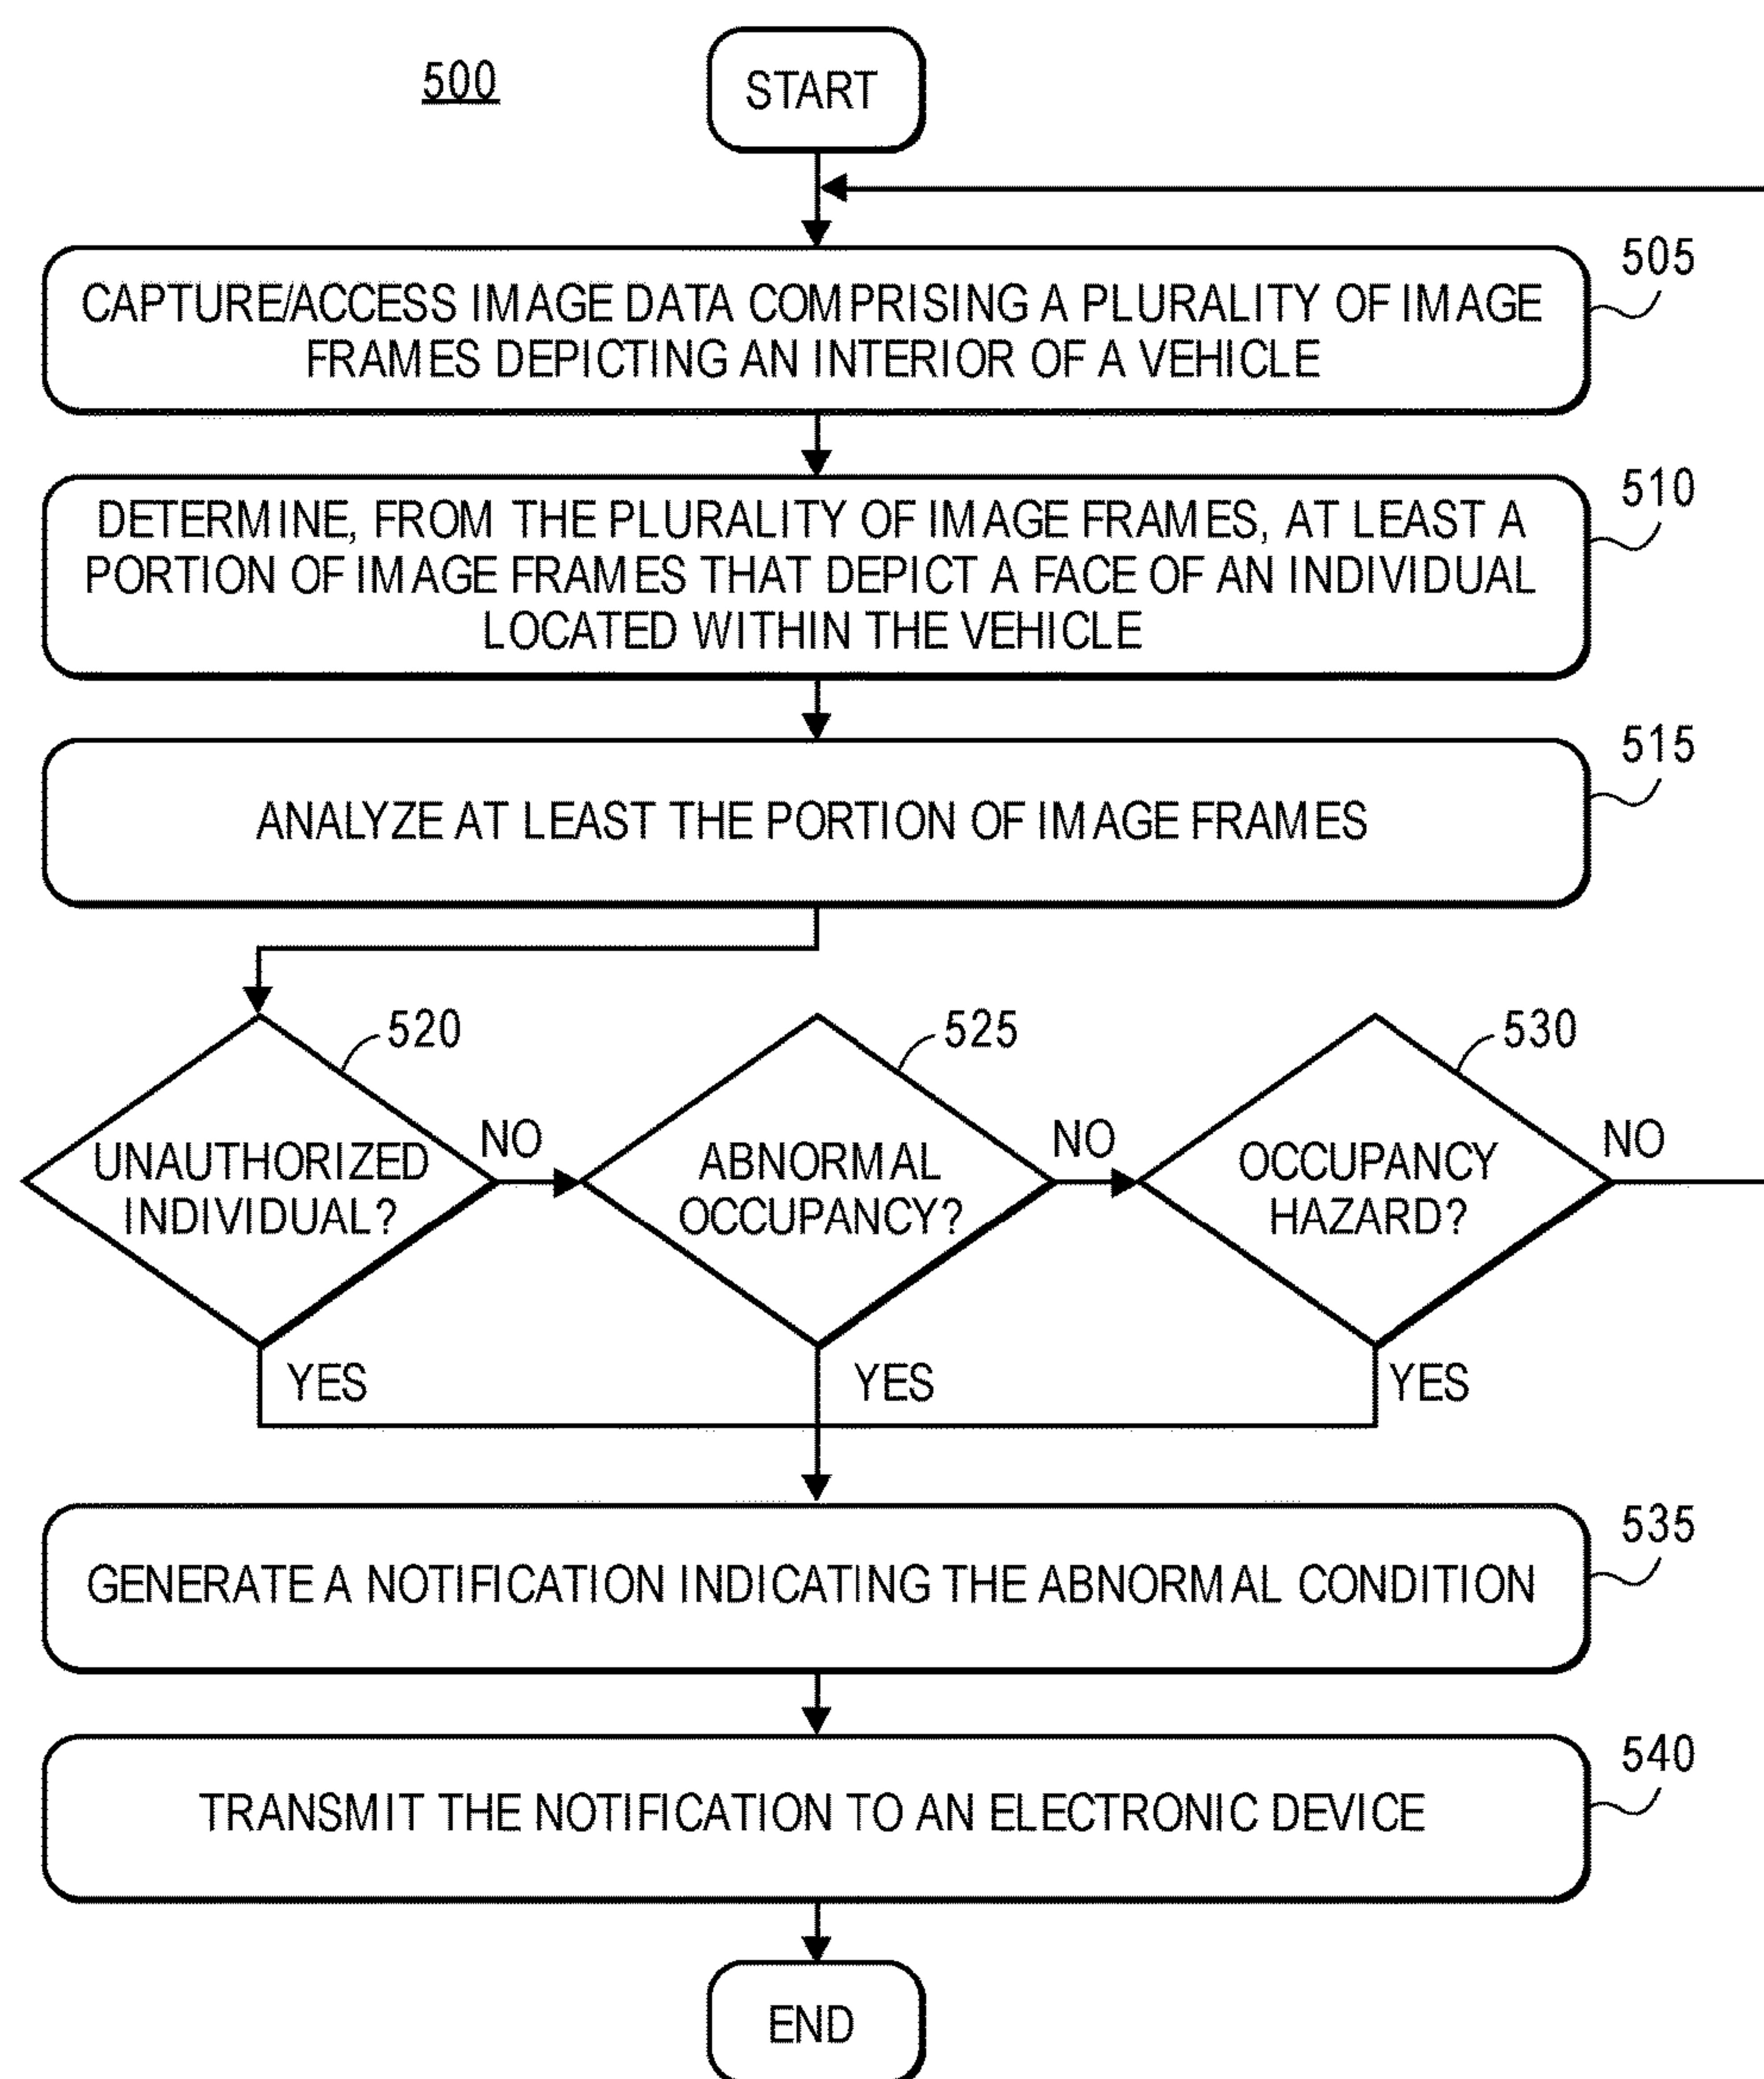 500
START
505
CAPTURE/ACCESS IMAGE DATA COMPRISING A PLURALITY OF IMAGE
FRAMES DEPICTING AN INTERIOR OF A VEHICLE
510
DETERMINE, FROM THE PLURALITY OF IMAGE FRAMES, AT LEAST A
PORTION OF IMAGE FRAMES THAT DEPICT A FACE OF AN INDIVIDUAL
LOCATED WITHIN THE VEHICLE
515
ANALYZE AT LEAST THE PORTION OF IMAGE FRAMES
520
UNAUTHORIZED
INDIVIDUAL?
NO
YES
525
ABNORMAL
OCCUPANCY?
NO
YES
530
OCCUPANCY
HAZARD?
NO
YES
535
GENERATE A NOTIFICATION INDICATING THE ABNORMAL CONDITION
540
TRANSMIT THE NOTIFICATION TO AN ELECTRONIC DEVICE
END